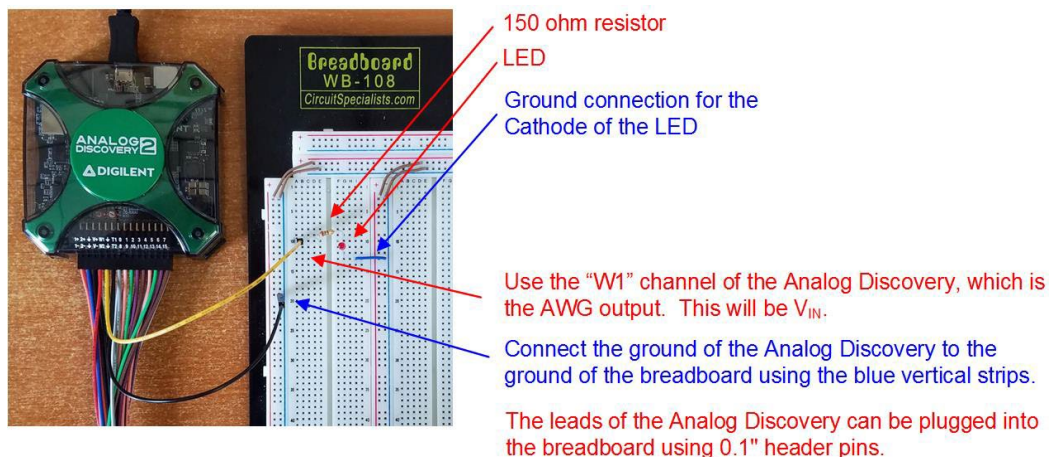 150 ohm resistor
LED
Ground connection for the
Cathode of the LED
Breadboard
WB-108
CircuitSpecialists.com
ANALOG
DISCOVERY 2
DIGILENT
Use the “W1” channel of the Analog Discovery, which is
the AWG output.  This will be VIN.
Connect the ground of the Analog Discovery to the
ground of the breadboard using the blue vertical strips.
The leads of the Analog Discovery can be plugged into
the breadboard using 0.1" header pins.